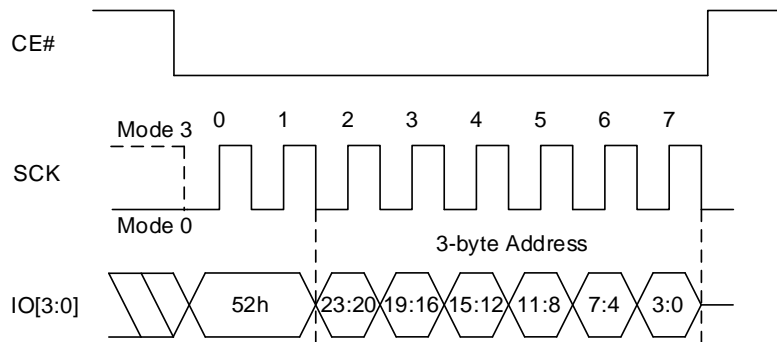 CE#
0 1 2 3 4 5 6 7
Mode 3
SCK
Mode 0
3-byte Address
IO[3:0] 52h 23:20 19:16 15:12 11:8 7:4 3:0